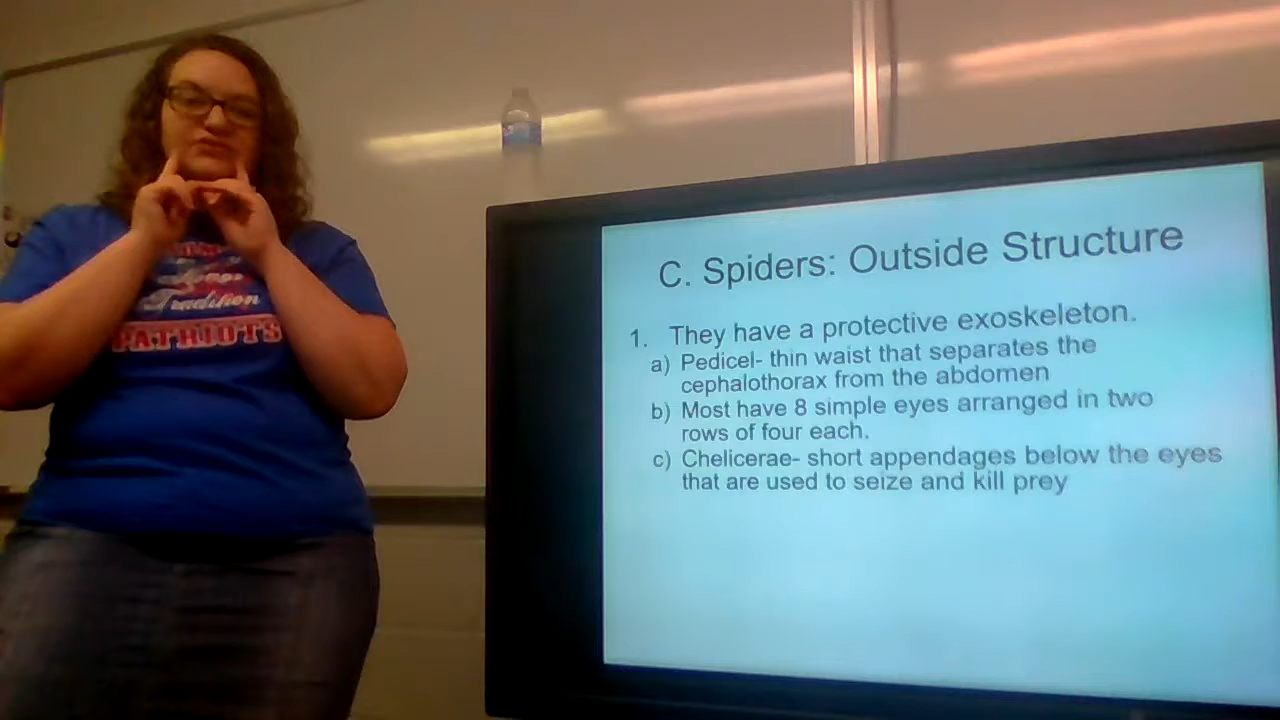 Tradition
PATRIOTS
C. Spiders: Outside Structure
1. They have a protective exoskeleton.
a) Pedicel- thin waist that separates the
cephalothorax from the abdomen
b) Most have 8 simple eyes arranged in two
rows of four each.
c) Chelicerae- short appendages below the eyes
that are used to seize and kill prey